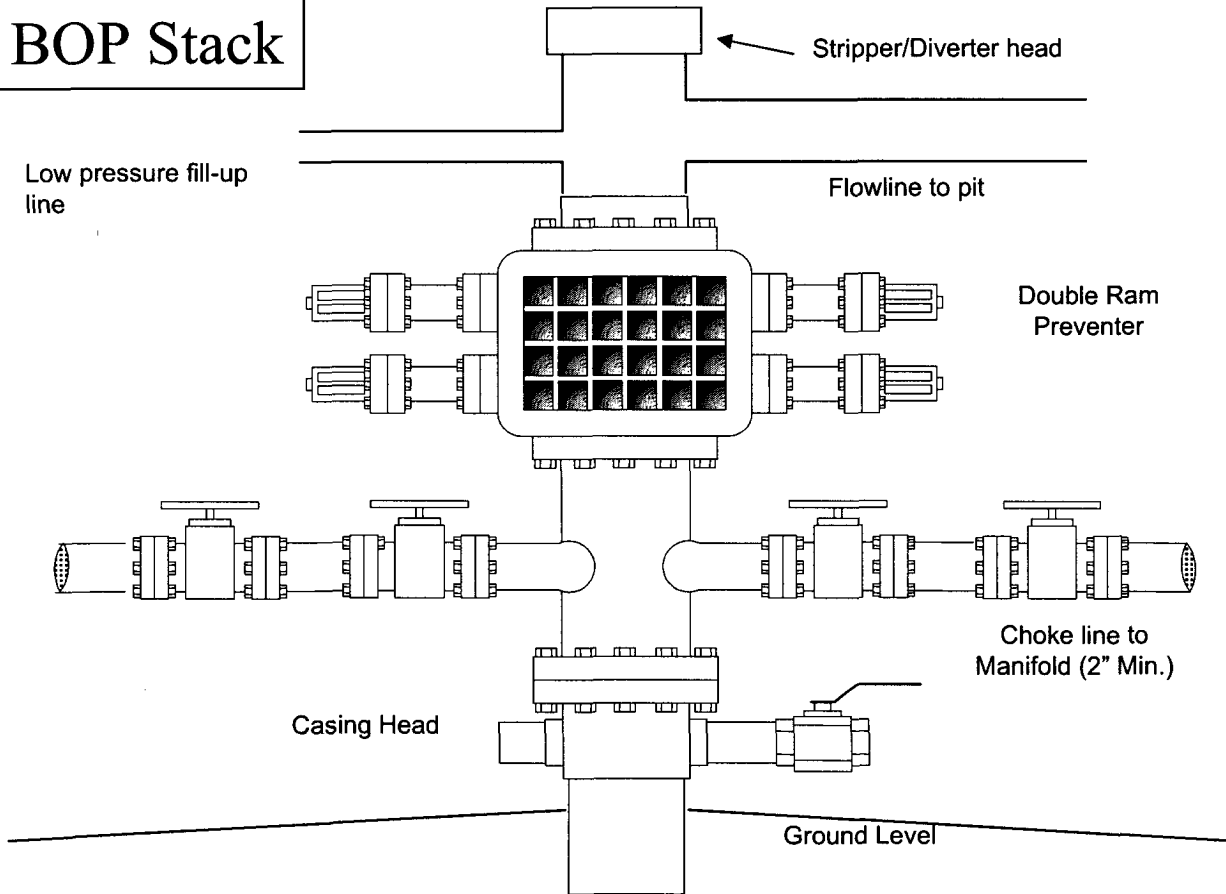 BOP Stack
Stripper/Diverter head
Low pressure fill-up
line
Flowline to pit
Double Ram
Preventer
Choke line to
Manifold (2” Min.)
Casing Head
Ground Level